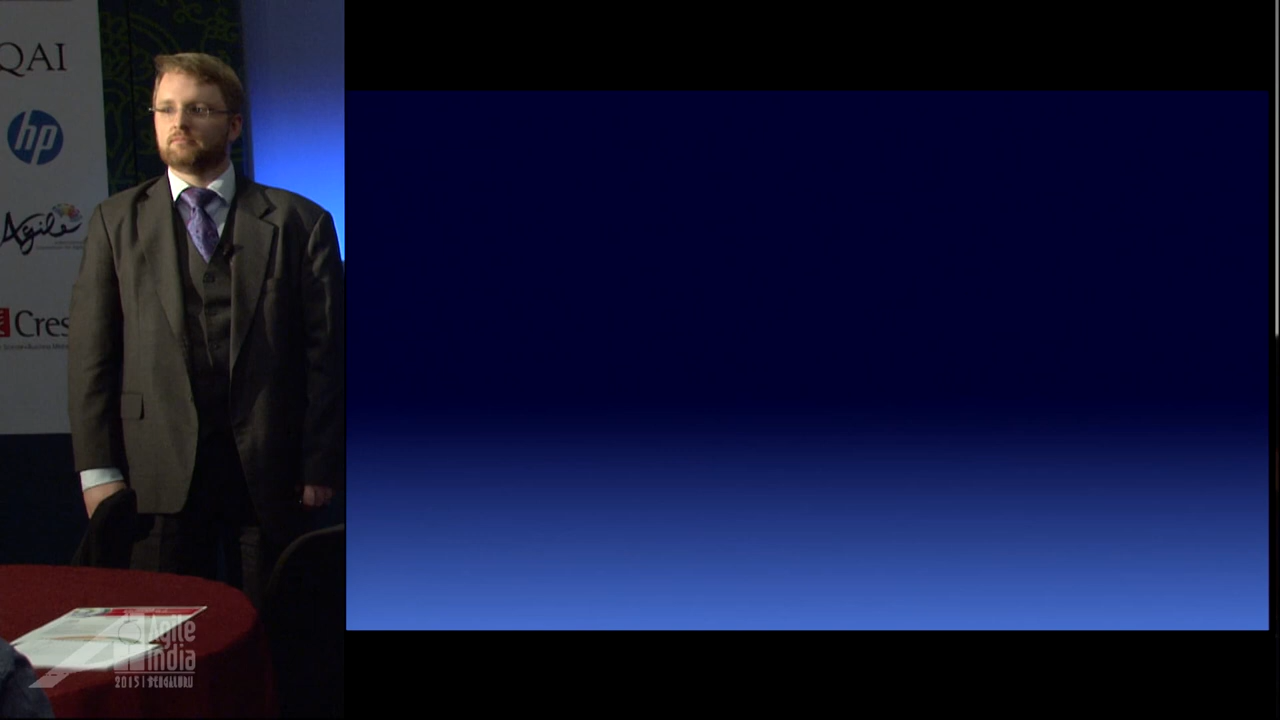 QAI
hp
Agile
Cres
Agile
India
2015 | BENGALURU